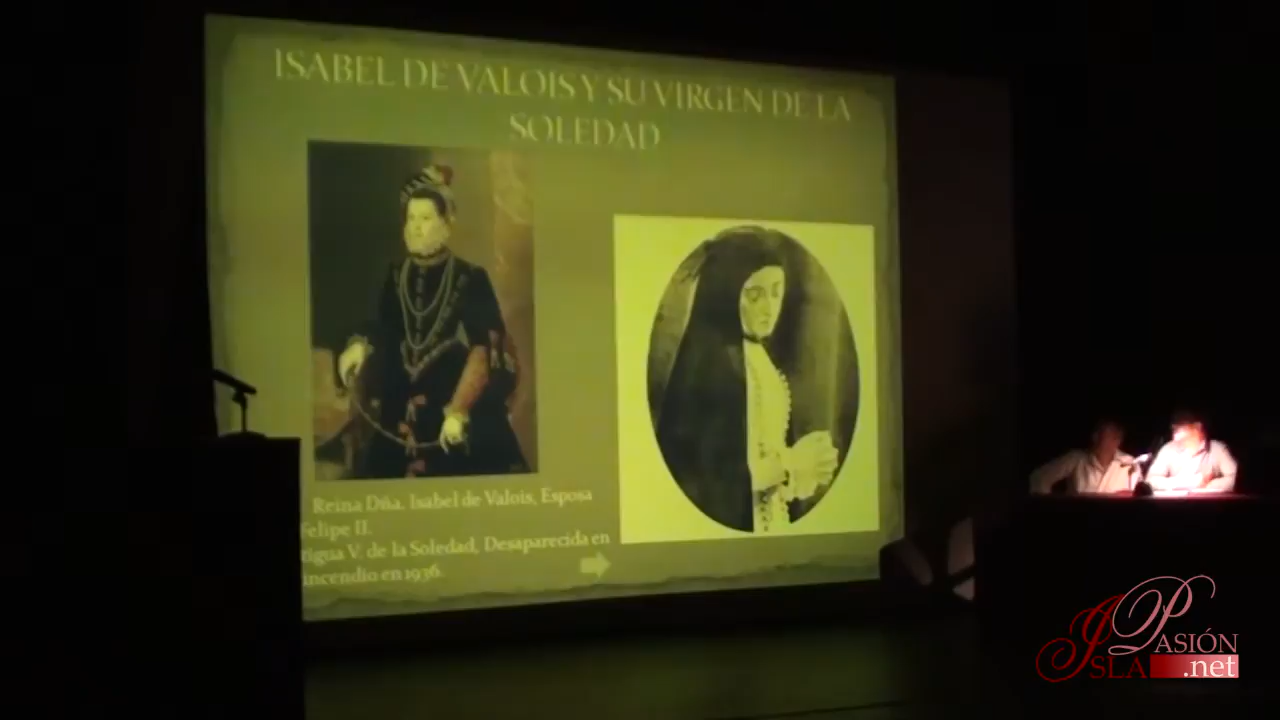 ISABEL DE VALOIS Y SU VIRGEN DE LA
SOLEDAD
Reina Dña. Isabel de Valois, Esposa
Felipe II.
tigua V. de la Soledad, Desaparecida en
incendio en 1936.
PASIÓN
ISLA .net